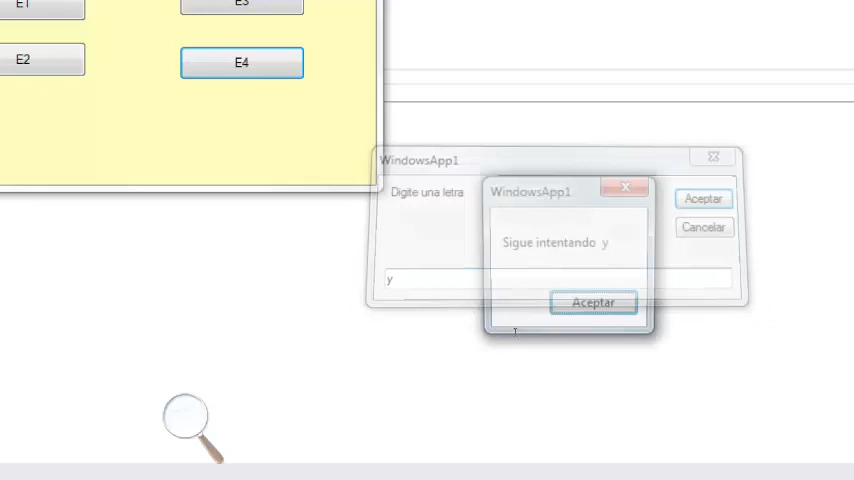 E1
E3
E2
E4
WindowsApp1
Digite una letra
Aceptar
Cancelar
y
WindowsApp1
Sigue intentando y
Aceptar